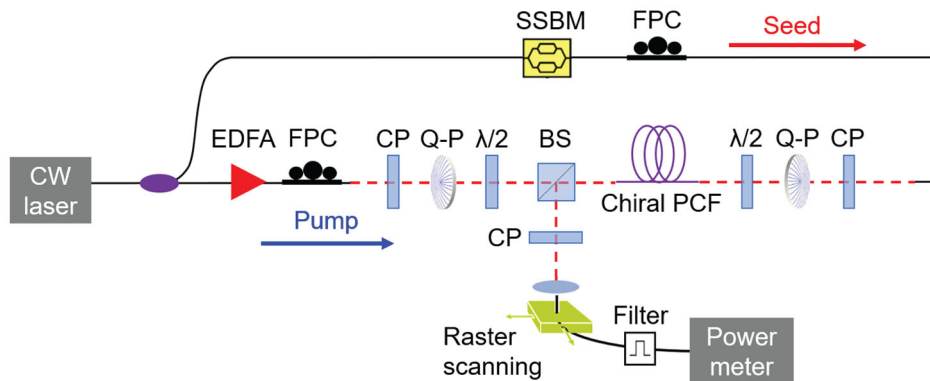 SSBM
FPC
Seed
EDFA
FPC
CP
Q-P
λ/2
BS
λ/2
Q-P
CP
CW
laser
Chiral PCF
Pump
CP
Raster
scanning
Filter
Power
meter